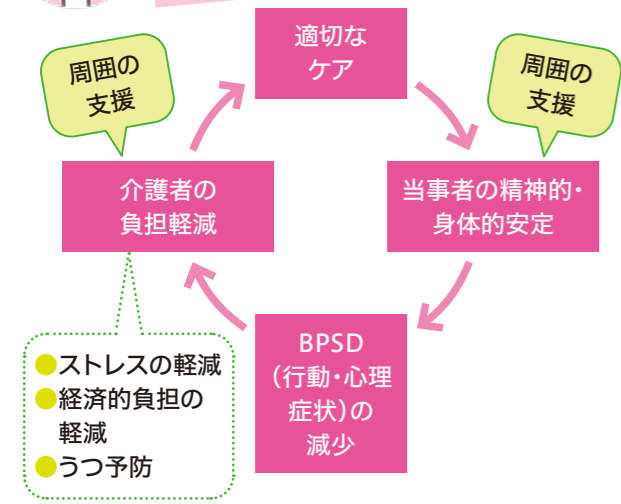 適切な
ケア
周囲の
支援
周囲の
支援
介護者の
負担軽減
当事者の精神的・
身体的安定
BPSD
（行動・心理
症状）の
減少
●ストレスの軽減
●経済的負担の
軽減
●うつ予防